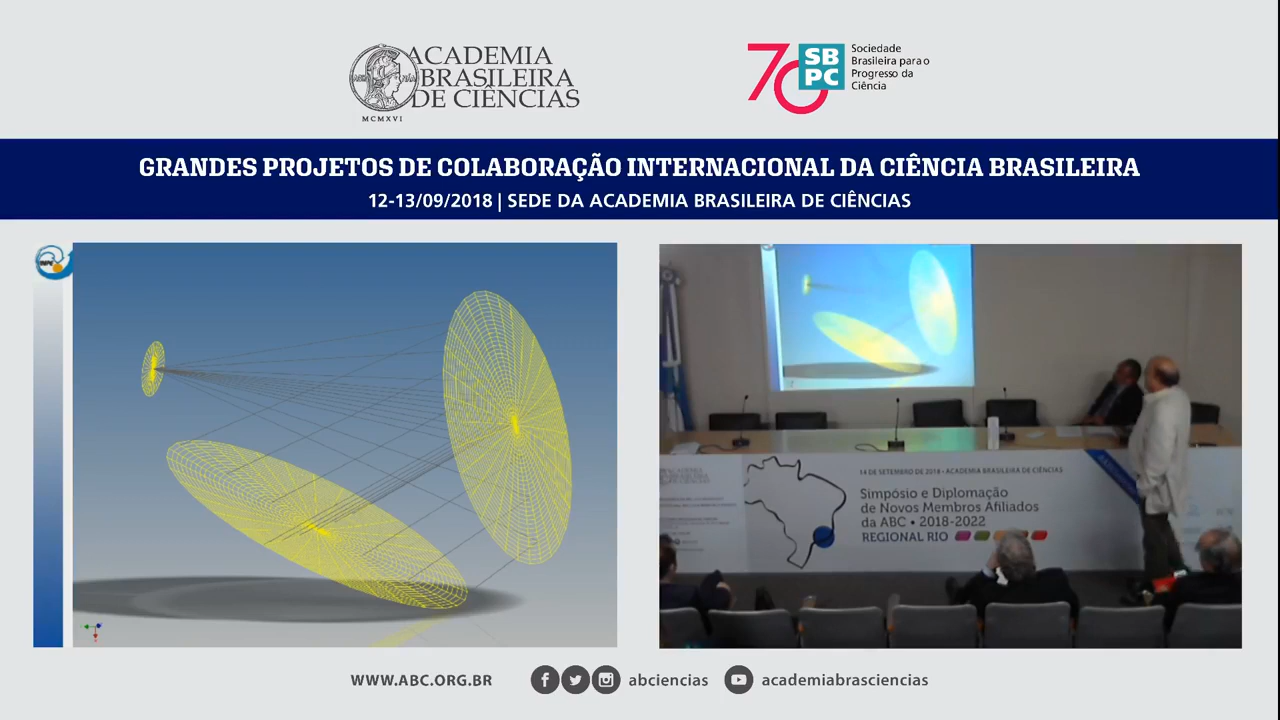 ACADEMIA
BRASILEIRA
DE CIÊNCIAS
MCMXVI
70
SB
PC
Sociedade
Brasileira para o
Progresso da
Ciência
GRANDES PROJETOS DE COLABORAÇÃO INTERNACIONAL DA CIÊNCIA BRASILEIRA
12-13/09/2018 | SEDE DA ACADEMIA BRASILEIRA DE CIÊNCIAS
14 DE SETEMBRO DE 2018 • ACADEMIA BRASILEIRA DE CIÊNCIAS
Simpósio e Diplomação
de Novos Membros Afiliados
da ABC • 2018-2022
REGIONAL RIO
WWW.ABC.ORG.BR
abciencias
academiabrasciencias